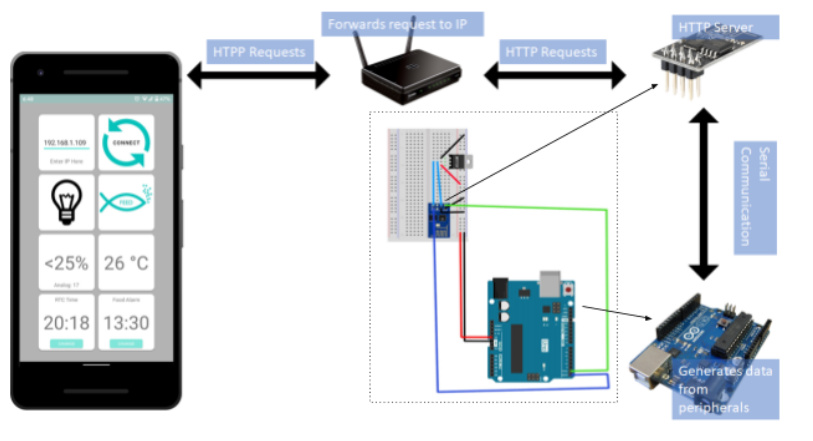 Forwards request to IP
HTTP Server
HTPP Requests
HTTP Requests
192.168.1.109
Enter IP Here
CONNECT
FEED
Serial
Communication
<25%
26 °C
Analog: 17
RTC Time
Food Alarm
20:18
13:30
Generates data
from
peripherals